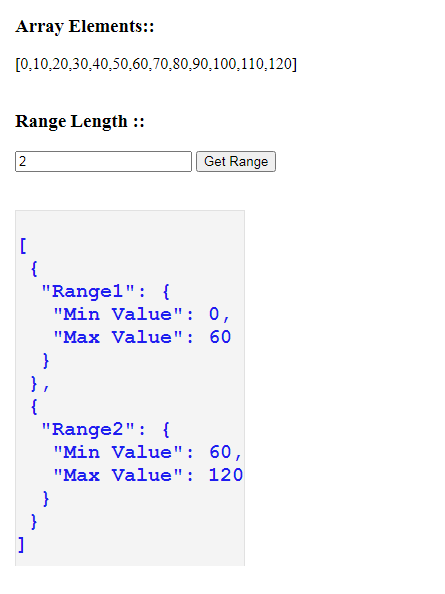 Array Elements::
[0,10,20,30,40,50,60,70,80,90,100,110,120]
Range Length ::
2 Get Range
[
 {
  "Range1": {
   "Min Value": 0,
   "Max Value": 60
  }
 },
 {
  "Range2": {
   "Min Value": 60,
   "Max Value": 120
  }
 }
]